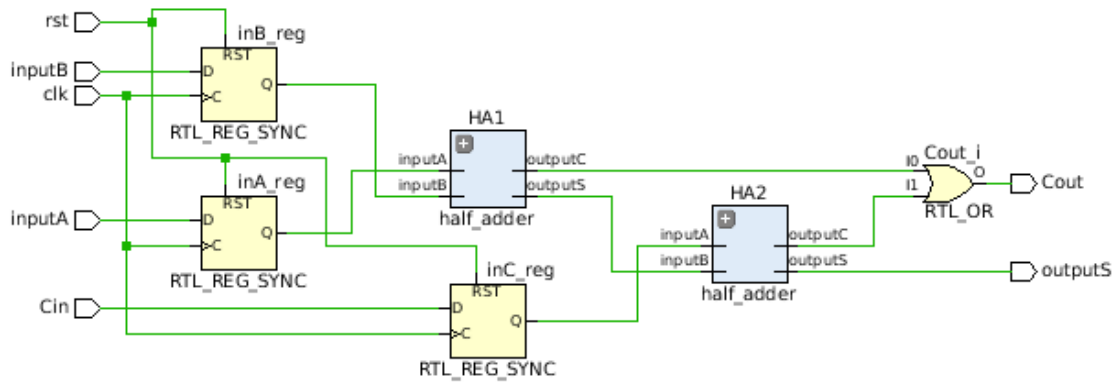 rst
inB_reg
RST
inputB
D
Q
clk
C
RTL_REG_SYNC
HA1
+
inputA
outputC
inputB
outputS
half_adder
Cout_i
I0
O
I1
Cout
RTL_OR
inA_reg
RST
inputA
D
Q
C
RTL_REG_SYNC
HA2
+
inputA
outputC
inputB
outputS
half_adder
outputS
inC_reg
RST
Cin
D
Q
C
RTL_REG_SYNC